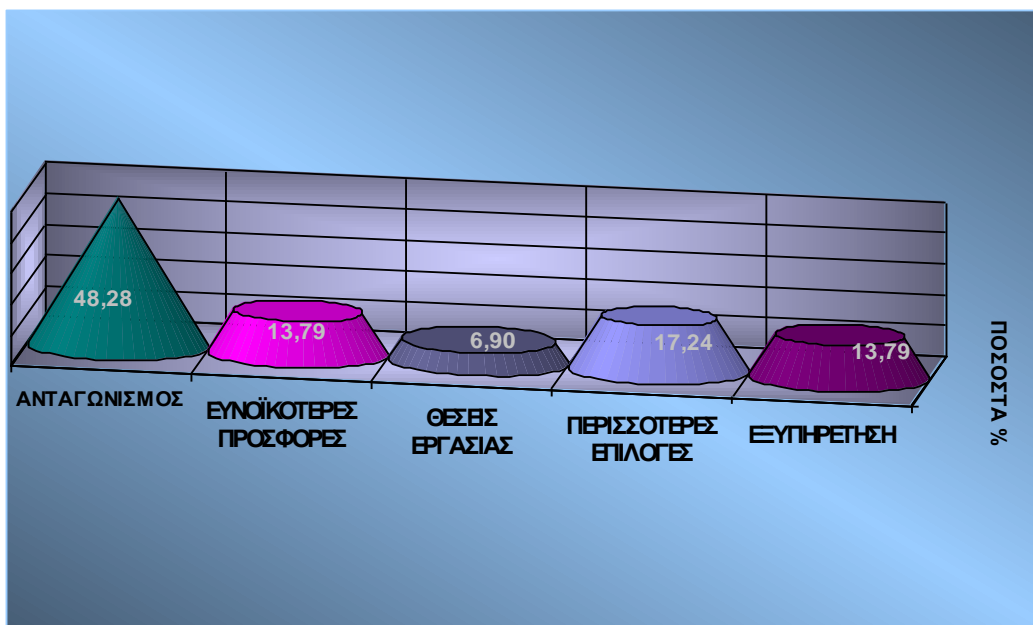 48,28
13,79
6,90
17,24
13,79
ΑΝΤΑΓΩΝΙΣΜΟΣ
ΕΥΝΟΪΚΟΤΕΡΕΣ
ΠΡΟΣΦΟΡΕΣ
ΘΕΣΕΙΣ
ΕΡΓΑΣΙΑΣ
ΠΕΡΙΣΣΟΤΕΡΕΣ
ΕΠΙΛΟΓΕΣ
ΕΞΥΠΗΡΕΤΗΣΗ
ΠΟΣΟΣΤΑ %